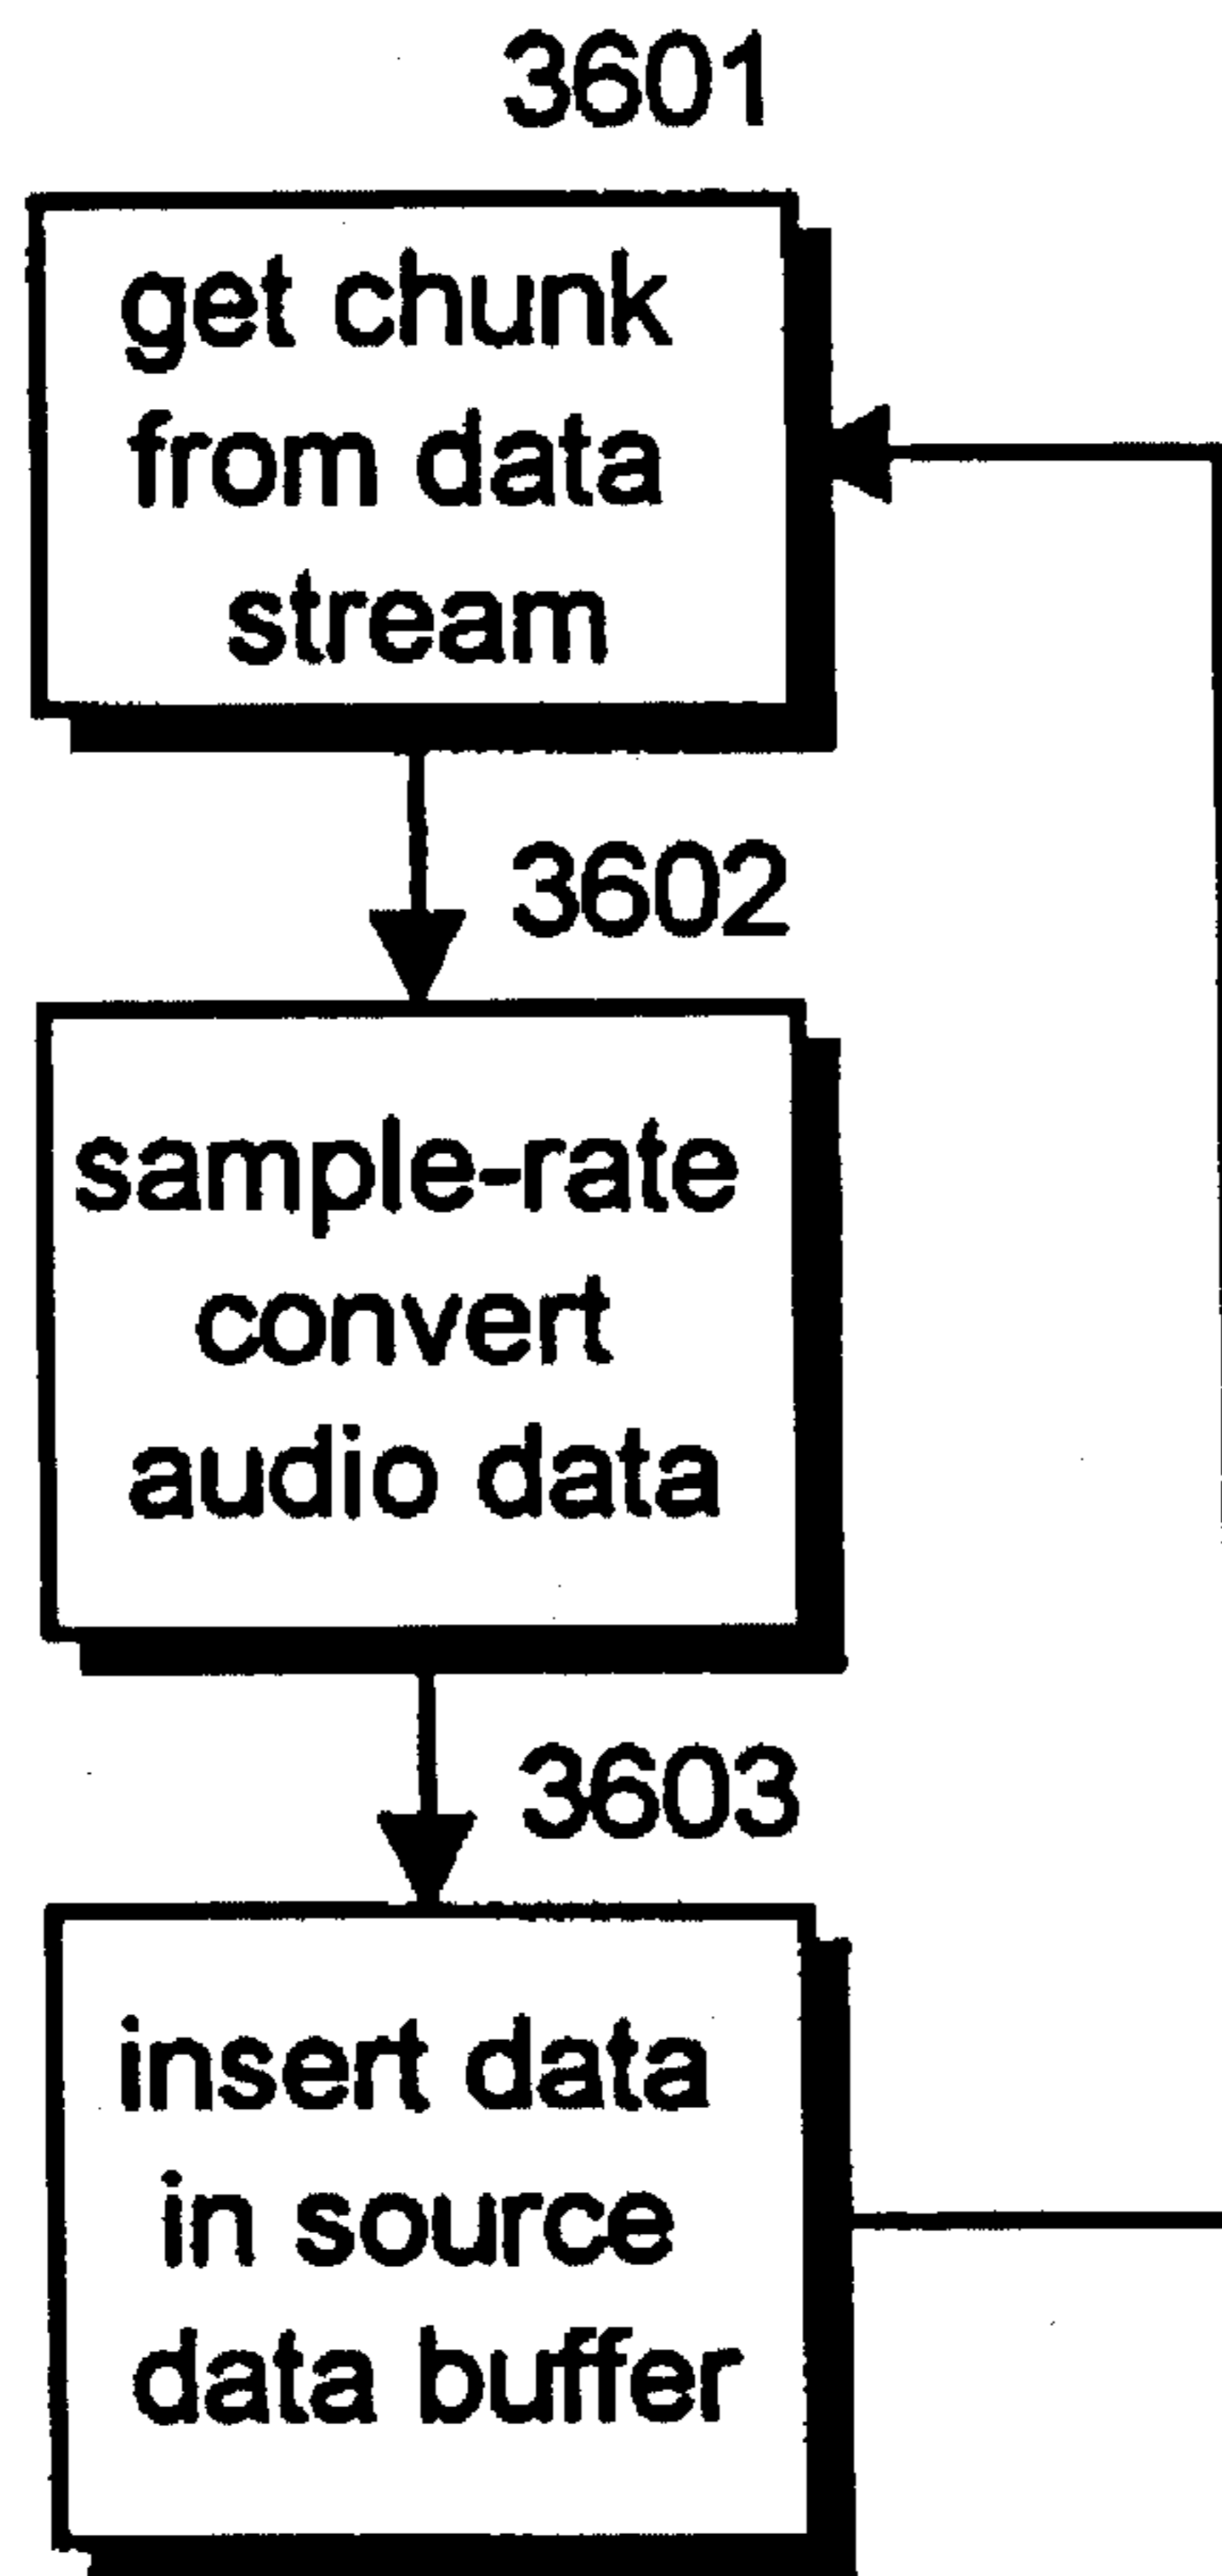 3601
get chunk
from data
stream
3602
sample-rate
convert
audio data
3603
insert data
in source
data buffer